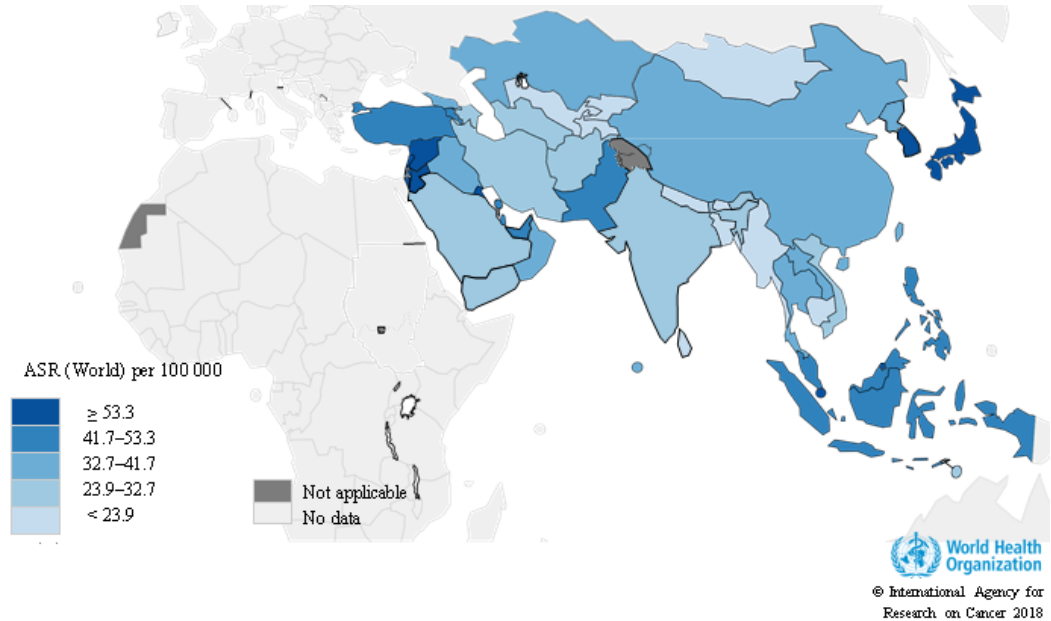 ASR (World) per 100 000
≥ 53.3
41.7–53.3
32.7–41.7
23.9–32.7
< 23.9
Not applicable
No data
World Health
Organization
© International Agency for
Research on Cancer 2018